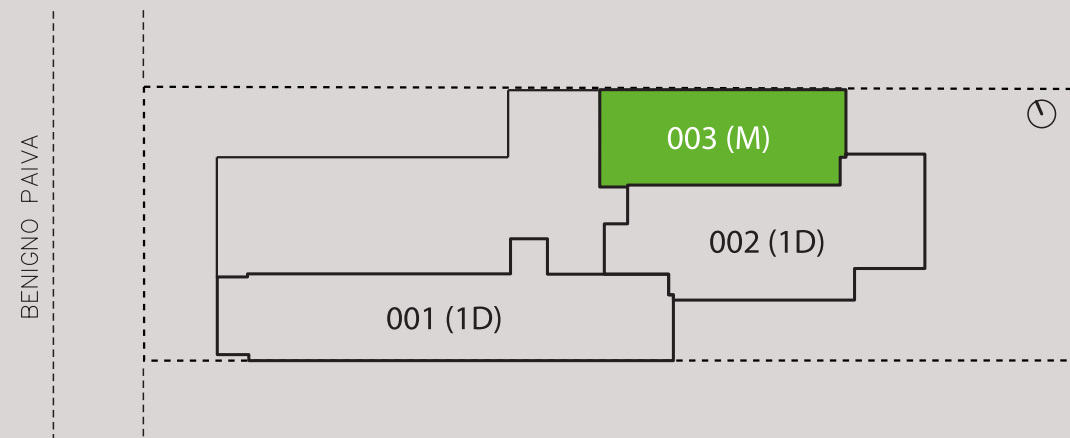 BENIGNO PAIVA
003 (M)
002 (1D)
001 (1D)